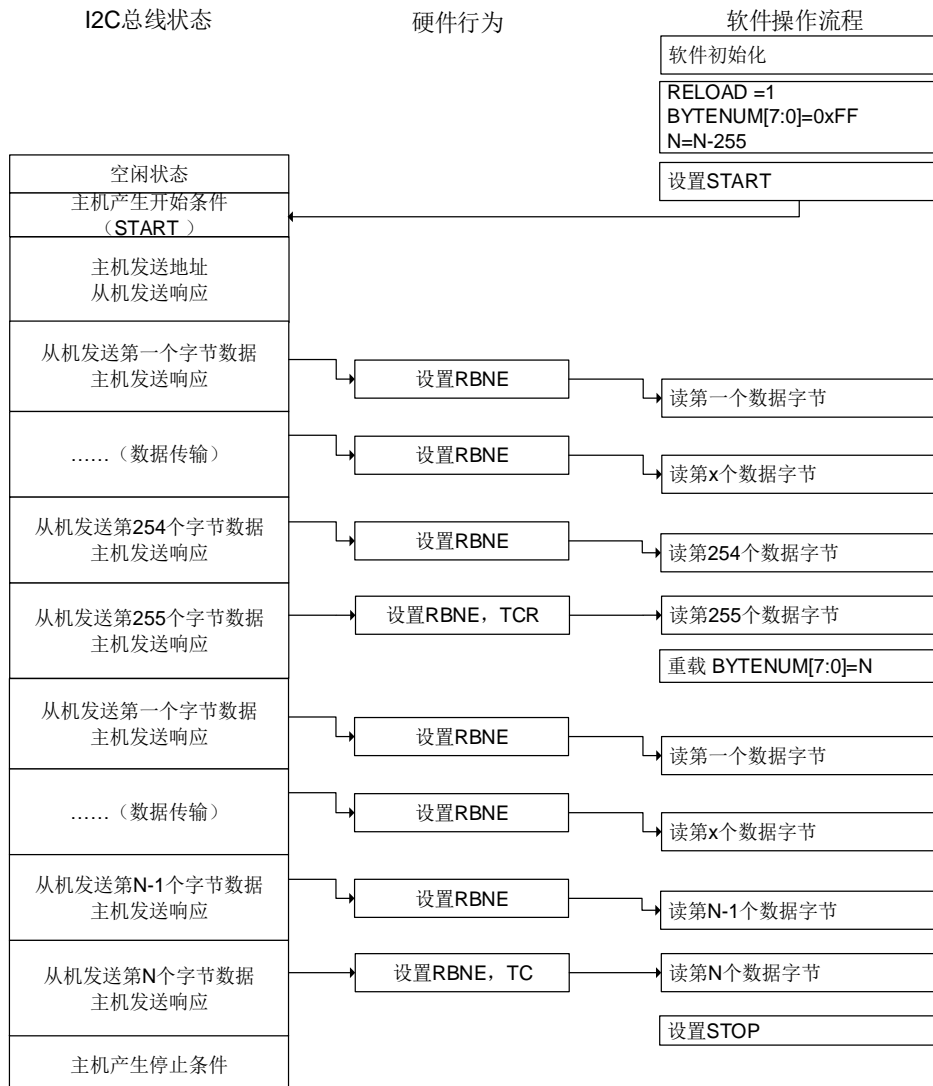 I2C总线状态
硬件行为
软件操作流程
软件初始化
RELOAD =1
BYTENUM[7:0]=0xFF
N=N-255
设置START
空闲状态
主机产生开始条件
（START ）
主机发送地址
从机发送响应
从机发送第一个字节数据
主机发送响应
设置RBNE
读第一个数据字节
……（数据传输）
设置RBNE
读第x个数据字节
从机发送第254个字节数据
主机发送响应
设置RBNE
读第254个数据字节
从机发送第255个字节数据
主机发送响应
设置RBNE，TCR
读第255个数据字节
重载 BYTENUM[7:0]=N
从机发送第一个字节数据
主机发送响应
设置RBNE
读第一个数据字节
……（数据传输）
设置RBNE
读第x个数据字节
从机发送第N-1个字节数据
主机发送响应
设置RBNE
读第N-1个数据字节
从机发送第N个字节数据
主机发送响应
设置RBNE，TC
读第N个数据字节
设置STOP
主机产生停止条件